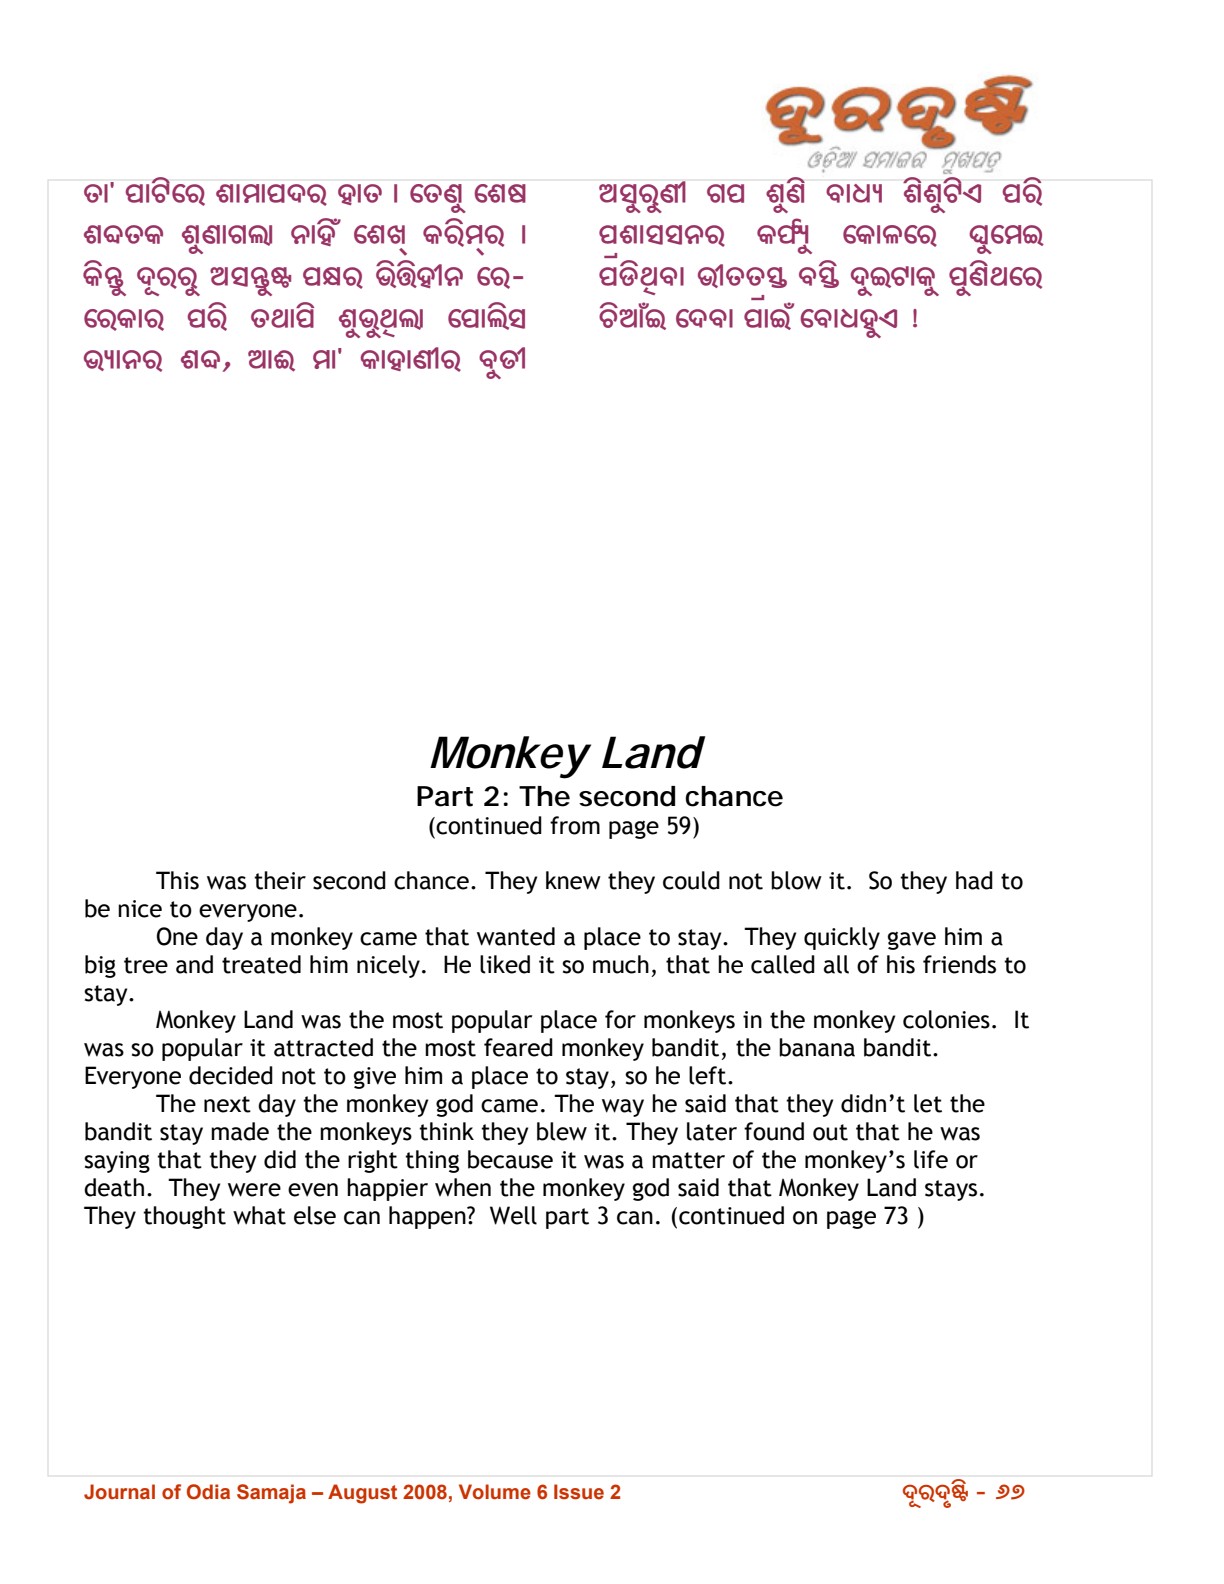 ଦୂରଦୃଷ୍ଟି
ଓଡ଼ିଆ ସମାଜର ମୁଖପତ୍ର
ତା' ପାଟିରେ ଶାମାପଦର ହାତ । ତେଣୁ ଶେଷ
ଶବ୍ଦତକ ଶୁଣାଗଲା ନାହିଁ ଶେଖ୍ କରିମ୍‌ର ।
କିନ୍ତୁ ଦୂରରୁ ଅସନ୍ତୁଷ୍ଟ ପକ୍ଷର ଭିତ୍ତିହୀନ ରେ-
ରେକାର ପରି ତଥାପି ଶୁଭୁଥିଲା ପୋଲିସ
ଭ୍ୟାନର ଶବ୍ଦ, ଆଈ ମା' କାହାଣୀର ବୁଢୀ
ଅସୁରୁଣୀ ଗପ ଶୁଣି ବାଧ୍ୟ ଶିଶୁଟିଏ ପରି
ପ୍ରଶାସସନର କର୍ଫ୍ୟୁ କୋଳରେ ଘୁମେଇ
ପଡିଥିବା ଭୀତତ୍ରସ୍ତ ବସ୍ତି ଦୁଇଟାକୁ ପୁଣିଥରେ
ଚିଆଁଇ ଦେବା ପାଇଁ ବୋଧହୁଏ !
Monkey Land
Part 2: The second chance
(continued from page 59)
This was their second chance. They knew they could not blow it. So they had to
be nice to everyone.
One day a monkey came that wanted a place to stay. They quickly gave him a
big tree and treated him nicely. He liked it so much, that he called all of his friends to
stay.
Monkey Land was the most popular place for monkeys in the monkey colonies. It
was so popular it attracted the most feared monkey bandit, the banana bandit.
Everyone decided not to give him a place to stay, so he left.
The next day the monkey god came. The way he said that they didn’t let the
bandit stay made the monkeys think they blew it. They later found out that he was
saying that they did the right thing because it was a matter of the monkey’s life or
death. They were even happier when the monkey god said that Monkey Land stays.
They thought what else can happen? Well part 3 can. (continued on page 73 )
Journal of Odia Samaja – August 2008, Volume 6 Issue 2
ଦୂରଦୃଷ୍ଟି - ୬୭